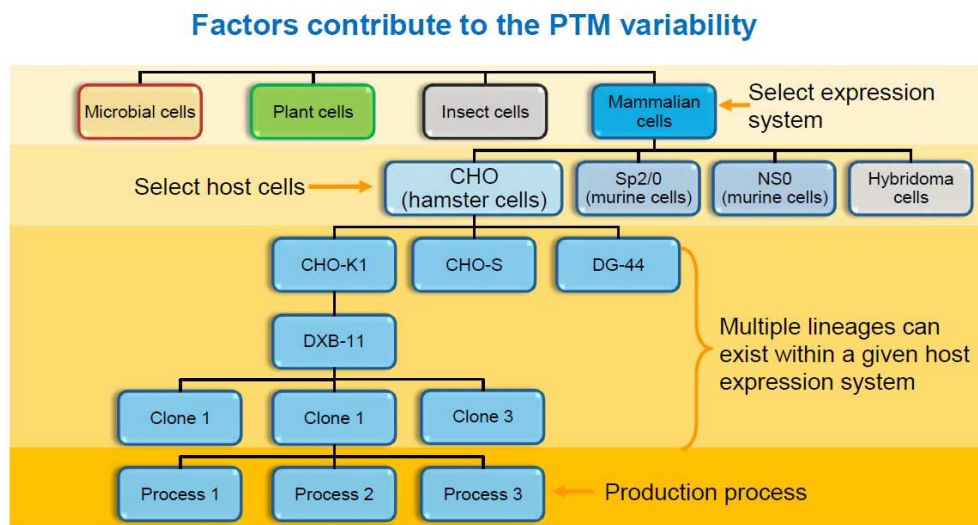 Factors contribute to the PTM variability
Microbial cells
Plant cells
Insect cells
Mammalian
cells
Select expression
system
Select host cells
CHO
(hamster cells)
Sp2/0
(murine cells)
NS0
(murine cells)
Hybridoma
cells
CHO-K1
CHO-S
DG-44
DXB-11
Multiple lineages can
exist within a given host
expression system
Clone 1
Clone 1
Clone 3
Process 1
Process 2
Process 3
Production process